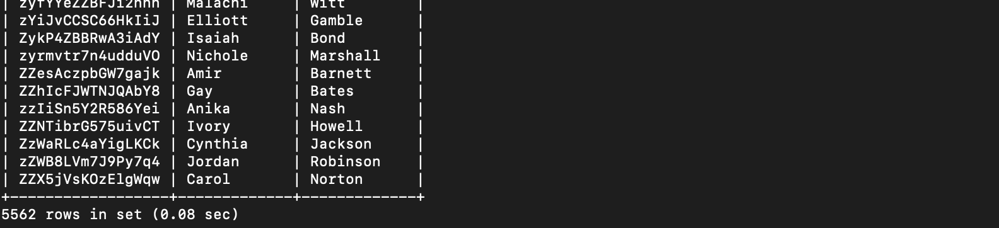 | zyfYYeZZBFJi2hhh | Malachi | Witt |
| zYiJvCCSC66HkIiJ | Elliott | Gamble |
| ZykP4ZBBRwA3iAdY | Isaiah | Bond |
| zyrmvtr7n4udduVO | Nichole | Marshall |
| ZZesAczpbGW7gajk | Amir | Barnett |
| ZZhIcFJWTNJQAbY8 | Gay | Bates |
| zzIiSn5Y2R586Yei | Anika | Nash |
| ZZNTibrG575uivCT | Ivory | Howell |
| ZzWaRLc4aYigLKCk | Cynthia | Jackson |
| zZWB8LVm7J9Py7q4 | Jordan | Robinson |
| ZZX5jVsKOzElgWqw | Carol | Norton |
+------------------+-------------+-------------+
5562 rows in set (0.08 sec)